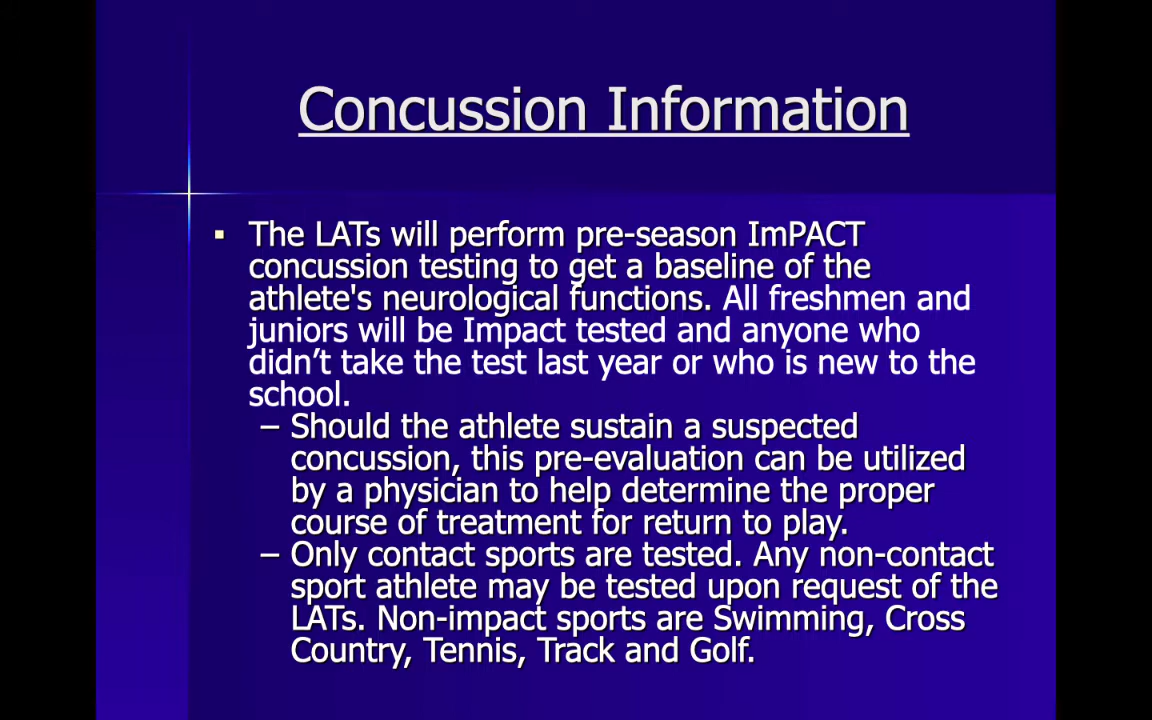 Concussion Information
▪ The LATs will perform pre-season ImPACT
concussion testing to get a baseline of the
athlete's neurological functions. All freshmen and
juniors will be Impact tested and anyone who
didn’t take the test last year or who is new to the
school.
– Should the athlete sustain a suspected
concussion, this pre-evaluation can be utilized
by a physician to help determine the proper
course of treatment for return to play.
– Only contact sports are tested. Any non-contact
sport athlete may be tested upon request of the
LATs. Non-impact sports are Swimming, Cross
Country, Tennis, Track and Golf.